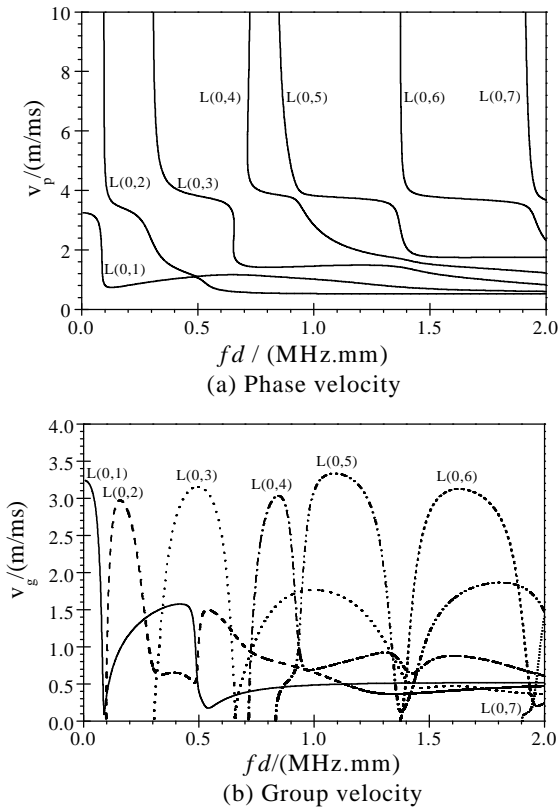 10
8
6
4
2
0
v_p/(m/ms)
L(0,4)
L(0,5)
L(0,6)
L(0,7)
L(0,2)
L(0,3)
L(0,1)
0.0 0.5 1.0 1.5 2.0
fd / (MHz.mm)
(a) Phase velocity
4.0
3.5
3.0
2.5
2.0
1.5
1.0
0.5
0.0
v_g/(m/ms)
L(0,1)
L(0,2)
L(0,3)
L(0,4)
L(0,5)
L(0,6)
L(0,7)
0.0 0.5 1.0 1.5 2.0
fd/(MHz.mm)
(b) Group velocity